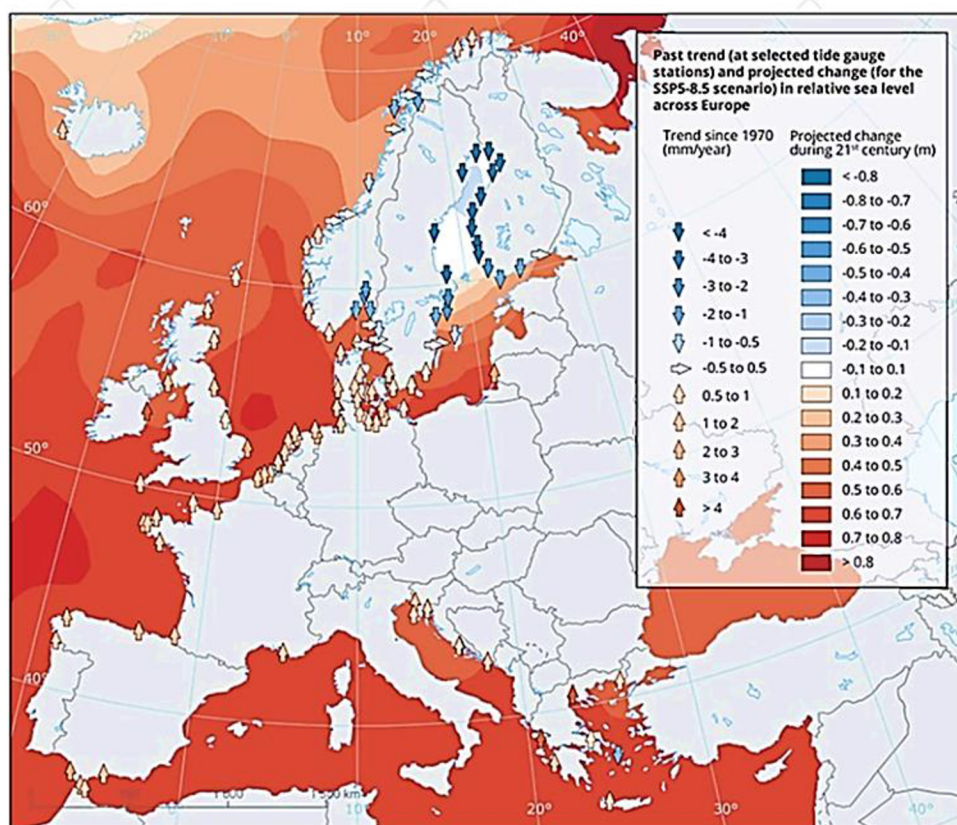 -20°
0°
10°
20°
30°
40°
Past trend (at selected tide gauge
stations) and projected change (for the
SSP5-8.5 scenario) in relative sea level
across Europe
Trend since 1970
(mm/year)
< -4
-4 to -3
-3 to -2
-2 to -1
-1 to -0.5
-0.5 to 0.5
0.5 to 1
1 to 2
2 to 3
3 to 4
> 4
Projected change
during 21st century (m)
< -0.8
-0.8 to -0.7
-0.7 to -0.6
-0.6 to -0.5
-0.5 to -0.4
-0.4 to -0.3
-0.3 to -0.2
-0.2 to -0.1
-0.1 to 0.1
0.1 to 0.2
0.2 to 0.3
0.3 to 0.4
0.4 to 0.5
0.5 to 0.6
0.6 to 0.7
0.7 to 0.8
> 0.8
60°
50°
40°
0°
10°
20°
30°
40°